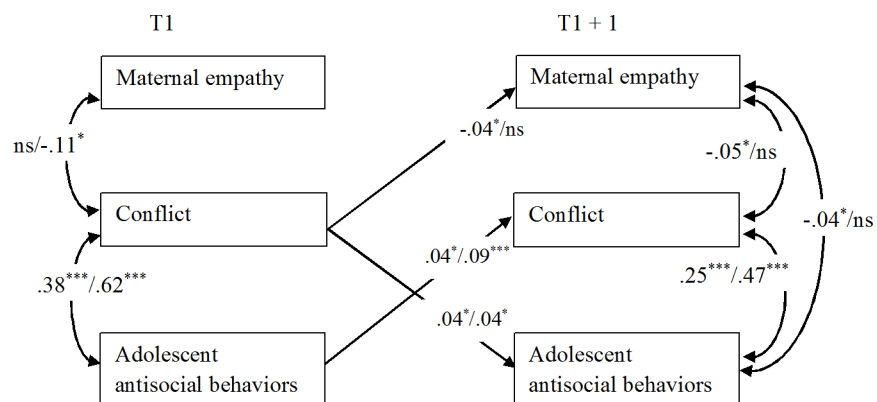 T1
T1 + 1
Maternal empathy
Maternal empathy
ns/-.11*
-.04*/ns
-.05*/ns
Conflict
Conflict
-.04*/ns
.04*/.09***
.38***/.62***
.25***/.47***
.04*/.04*
Adolescent
antisocial behaviors
Adolescent
antisocial behaviors